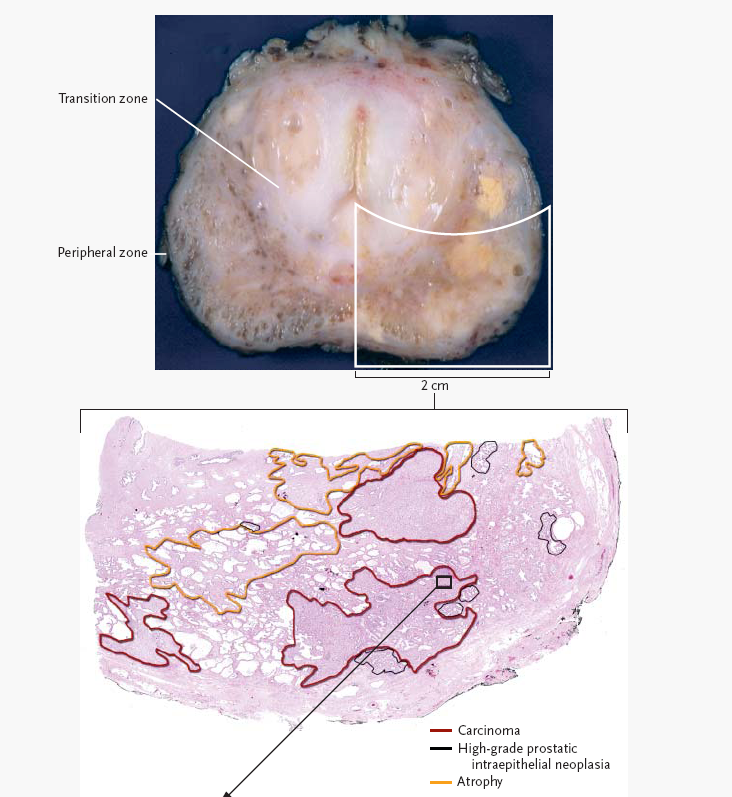 Transition zone
Peripheral zone
2 cm
Carcinoma
High-grade prostatic
intraepithelial neoplasia
Atrophy